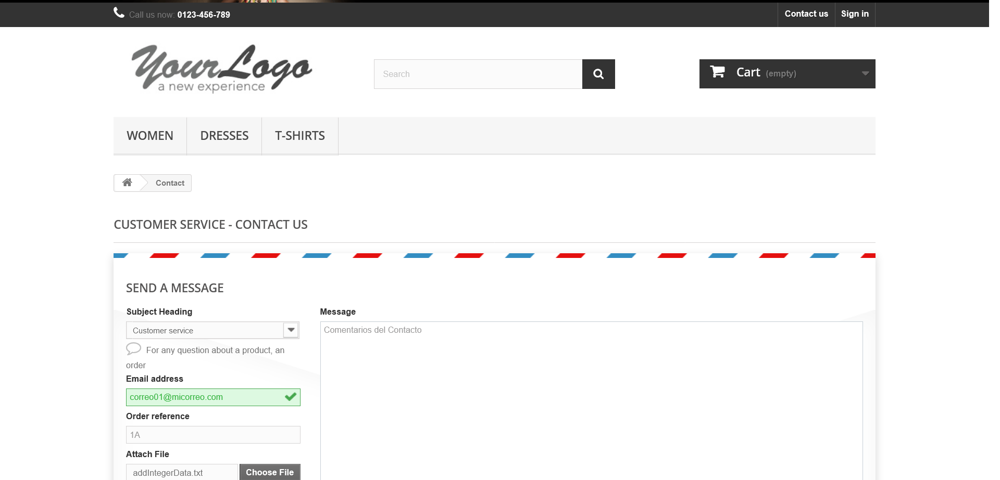 Call us now: 0123-456-789
Contact us
Sign in
YourLogo
a new experience
Search
Cart (empty)
WOMEN
DRESSES
T-SHIRTS
Contact
CUSTOMER SERVICE - CONTACT US
SEND A MESSAGE
Subject Heading
Customer service
For any question about a product, an
order
Email address
correo01@micorreo.com
Order reference
1A
Attach File
addIntegerData.txt
Choose File
Message
Comentarios del Contacto